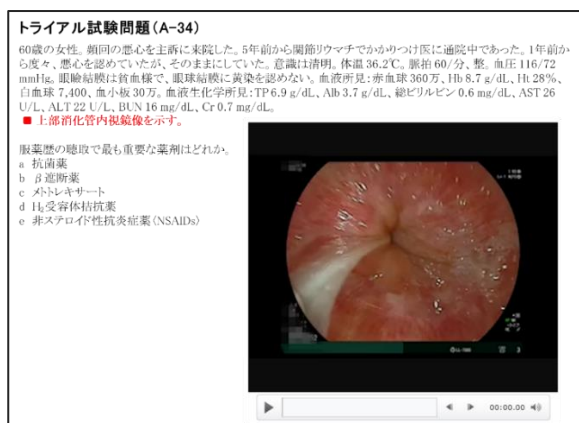 トライアル試験問題(A-34)
60歳の女性。頻回の悪心を主訴に来院した。5年前から関節リウマチでかかりつけ医に通院中であった。1年前か
ら度々、悪心を認めていたが、そのままにしていた。意識は清明。体温 36.2℃。脈拍 60/分、整。血圧 116/72
mmHg。眼瞼結膜は貧血様で、眼球結膜に黄染を認めない。血液所見:赤血球 360万、Hb 8.7 g/dL、Ht 28%、
白血球 7,400、血小板 30万。血液生化学所見:TP 6.9 g/dL、Alb 3.7 g/dL、総ビリルビン 0.6 mg/dL、AST 26
U/L、ALT 22 U/L、BUN 16 mg/dL、Cr 0.7 mg/dL。
■ 上部消化管内視鏡像を示す。
服薬歴の聴取で最も重要な薬剤はどれか。
a 抗菌薬
b β遮断薬
c メトトレキサート
d H₂受容体拮抗薬
e 非ステロイド性抗炎症薬(NSAIDs)
00:00.00